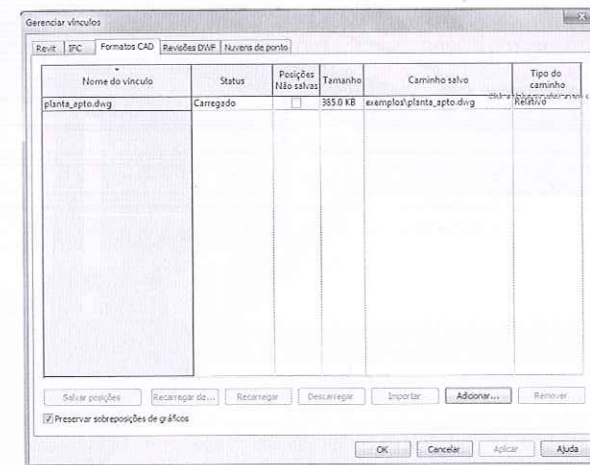 Gerenciar vínculos
Revit IFC Formatos CAD Revisões DWF Nuvens de ponto
Nome do vínculo Status Posições Não salvas Tamanho Caminho salvo Tipo do caminho
planta_apto.dwg Carregado 385.0 KB exemplos\planta_apto.dwg Relativo
Salvar posições Recarregar de... Recarregar Descarregar Importar Adicionar... Remover
Preservar sobreposições de gráficos
OK Cancelar Aplicar Ajuda